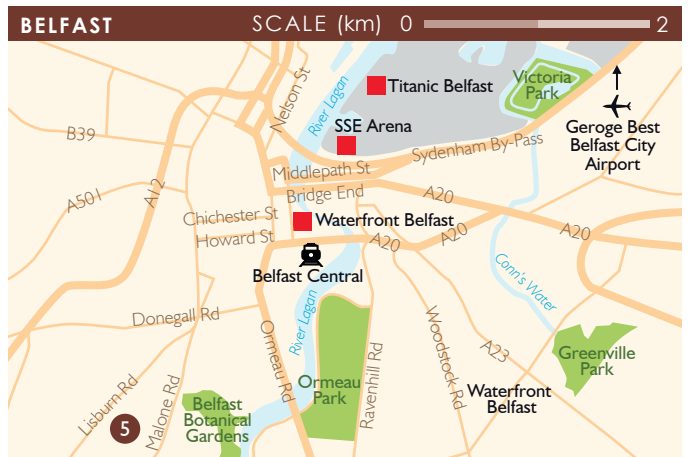 BELFAST SCALE (km) 0 2
Nelson St
River Lagan
Titanic Belfast
Victoria
Park
SSE Arena
Geroge Best
Belfast City
Airport
B39
Sydenham By-Pass
Middlepath St
A501
A12
Bridge End
A20
Chichester St
Waterfront Belfast
Howard St
A20
A20
A20
Belfast Central
Conn's Water
Donegall Rd
River Lagan
Ormeau Rd
Woodstock Rd
A23
Greenville
Park
Ravenhill Rd
Ormeau
Park
Waterfront
Belfast
Lisburn Rd
Malone Rd
5
Belfast
Botanical
Gardens